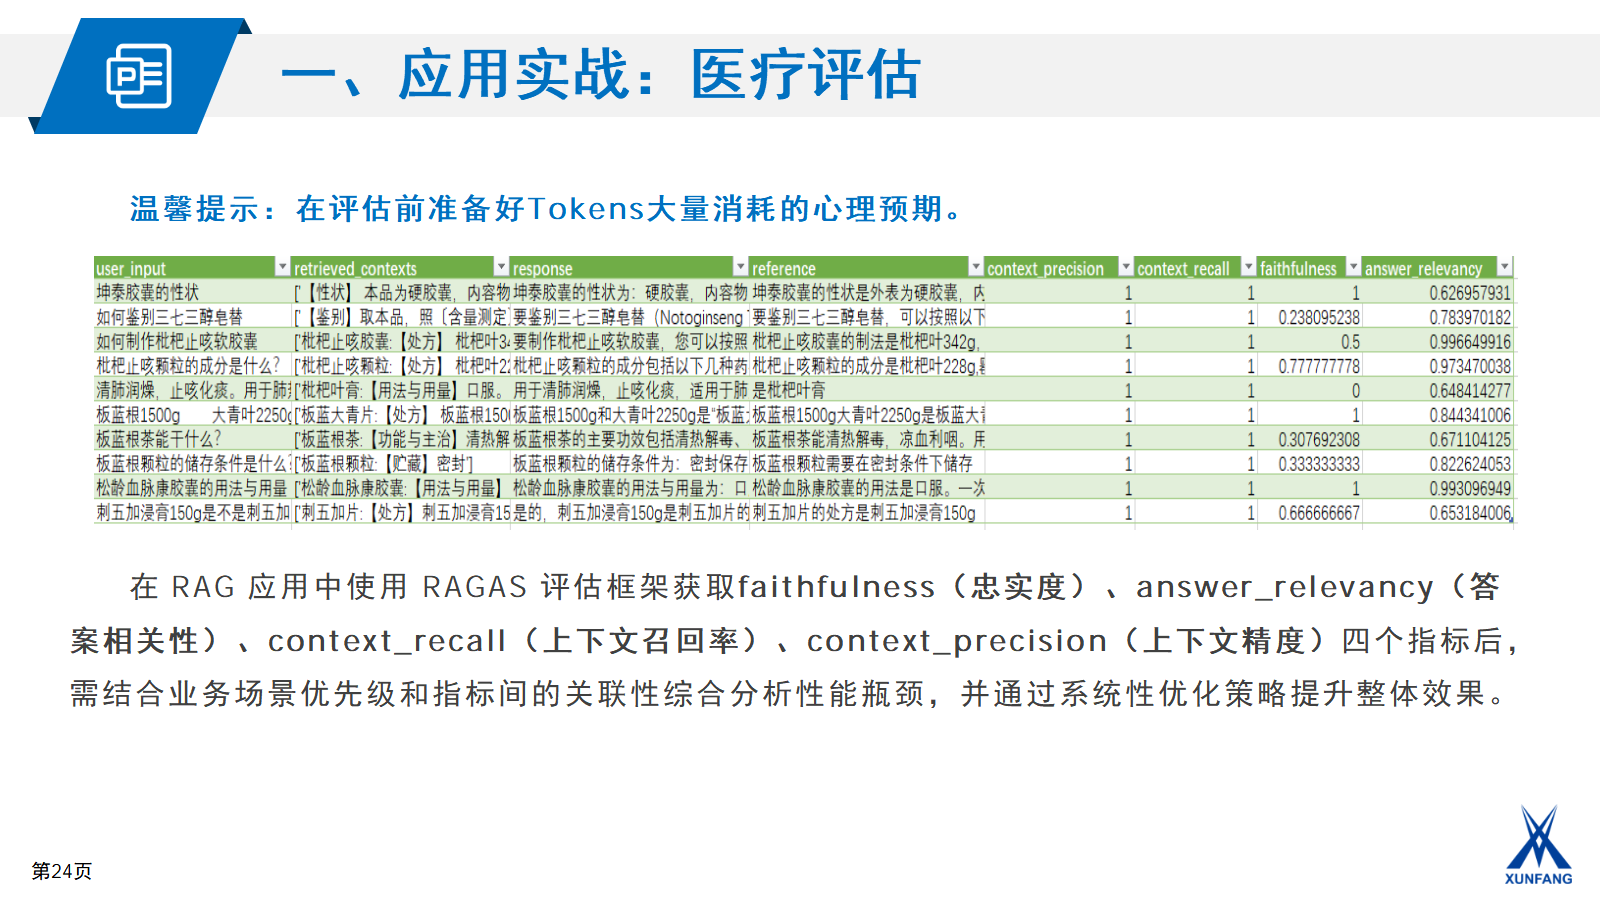 一、应用实战：医疗评估
温馨提示：在评估前准备好Tokens大量消耗的心理预期。
user_input retrieved_contexts response reference context_precision context_recall faithfulness answer_relevancy
坤泰胶囊的性状 ['【性状】 本品为硬胶囊，内容物 坤泰胶囊的性状为：硬胶囊，内容物 坤泰胶囊的性状是外表为硬胶囊，内 1 1 1 0.626957931
如何鉴别三七三醇皂替 ['【鉴别】取本品，照〔含量测定〕 要鉴别三七三醇皂替（Notoginseng 要鉴别三七三醇皂替，可以按照以下 1 1 0.238095238 0.783970182
如何制作枇杷止咳软胶囊 ['枇杷止咳胶囊:【处方】 枇杷叶34 要制作枇杷止咳软胶囊，您可以按照 枇杷止咳胶囊的制法是枇杷叶342g, 1 1 0.5 0.996649916
枇杷止咳颗粒的成分是什么? ['枇杷止咳颗粒:【处方】 枇杷叶22 枇杷止咳颗粒的成分包括以下几种药 枇杷止咳颗粒的成分是枇杷叶228g, 1 1 0.777777778 0.973470038
清肺润燥，止咳化痰。用于肺 ['枇杷叶膏:【用法与用量】口服。 用于清肺润燥，止咳化痰，适用于肺 是枇杷叶膏 1 1 0 0.648414277
板蓝根1500g 大青叶2250g ['板蓝大青片:【处方】 板蓝根150 板蓝根1500g和大青叶2250g是“板蓝 板蓝根1500g大青叶2250g是板蓝大 1 1 1 0.844341006
板蓝根茶能干什么? ['板蓝根茶:【功能与主治】清热解 板蓝根茶的主要功效包括清热解毒、 板蓝根茶能清热解毒，凉血利咽。用 1 1 0.307692308 0.671104125
板蓝根颗粒的储存条件是什么? ['板蓝根颗粒:【贮藏】密封'] 板蓝根颗粒的储存条件为：密封保存 板蓝根颗粒需要在密封条件下储存 1 1 0.333333333 0.822624053
松龄血脉康胶囊的用法与用量 ['松龄血脉康胶囊:【用法与用量】 松龄血脉康胶囊的用法与用量为：口 松龄血脉康胶囊的用法是口服。一次 1 1 1 0.993096949
刺五加浸膏150g是不是刺五加 ['刺五加片:【处方】刺五加浸膏15 是的，刺五加浸膏150g是刺五加片的 刺五加片的处方是刺五加浸膏150g 1 1 0.666666667 0.653184006
在 RAG 应用中使用 RAGAS 评估框架获取faithfulness（忠实度）、answer_relevancy（答
案相关性）、context_recall（上下文召回率）、context_precision（上下文精度）四个指标后，
需结合业务场景优先级和指标间的关联性综合分析性能瓶颈，并通过系统性优化策略提升整体效果。
第24页
XUNFANG